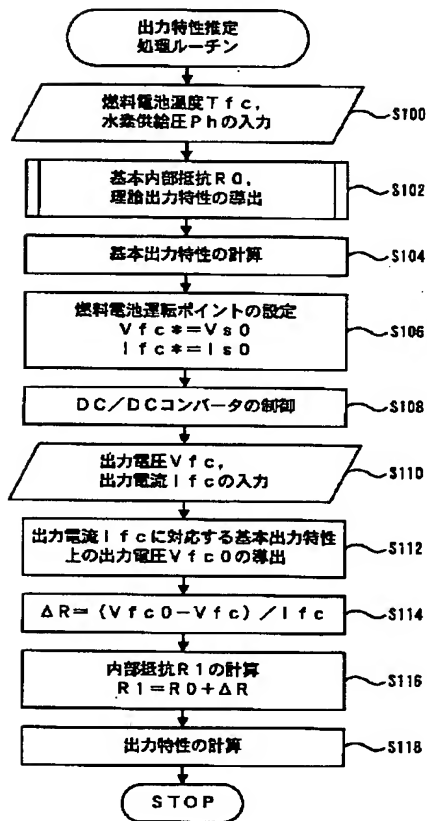 出力特性推定
処理ルーチン
燃料電池温度Tfc,
水素供給圧Phの入力
S100
基本内部抵抗R0,
理論出力特性の導出
S102
基本出力特性の計算
S104
燃料電池運転ポイントの設定
Vfc*=Vs0
Ifc*=Is0
S106
DC/DCコンバータの制御
S108
出力電圧Vfc,
出力電流Ifcの入力
S110
出力電流Ifcに対応する基本出力特性
上の出力電圧Vfc0の導出
S112
ΔR=(Vfc0-Vfc)/Ifc
S114
内部抵抗R1の計算
R1=R0+ΔR
S116
出力特性の計算
S118
STOP